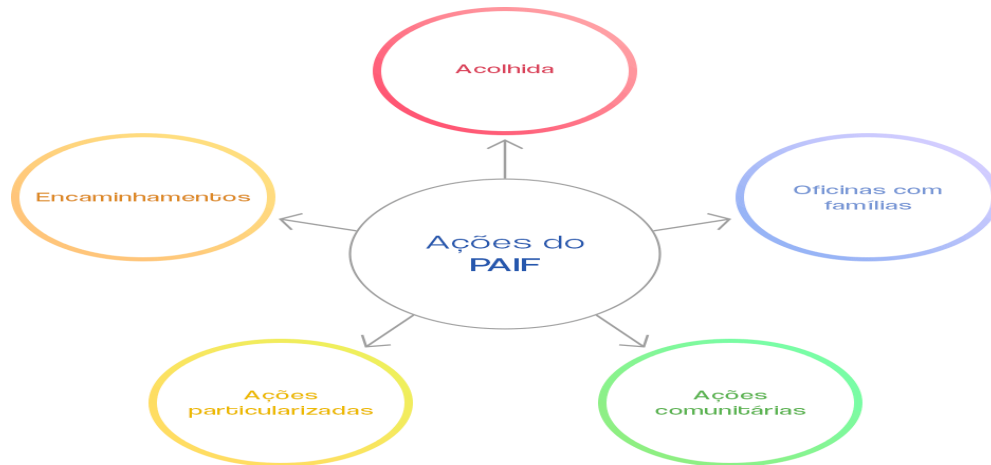 Acolhida
Encaminhamentos
Oficinas com
famílias
Ações do
PAIF
Ações
particularizadas
Ações
comunitárias